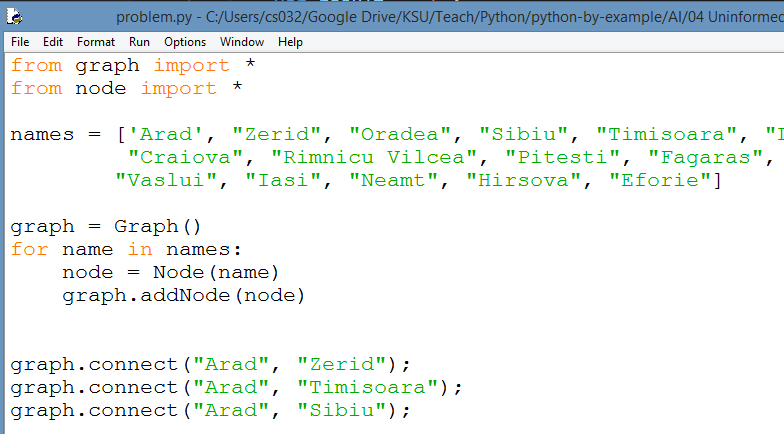 problem.py - C:/Users/cs032/Google Drive/KSU/Teach/Python/python-by-example/AI/04 Uninformed
File Edit Format Run Options Window Help
from graph import *
from node import *
names = ['Arad', "Zerid", "Oradea", "Sibiu", "Timisoara",
"Craiova", "Rimnicu Vilcea", "Pitesti", "Fagaras",
"Vaslui", "Iasi", "Neamt", "Hirsova", "Eforie"]
graph = Graph()
for name in names:
node = Node(name)
graph.addNode(node)
graph.connect("Arad", "Zerid");
graph.connect("Arad", "Timisoara");
graph.connect("Arad", "Sibiu");